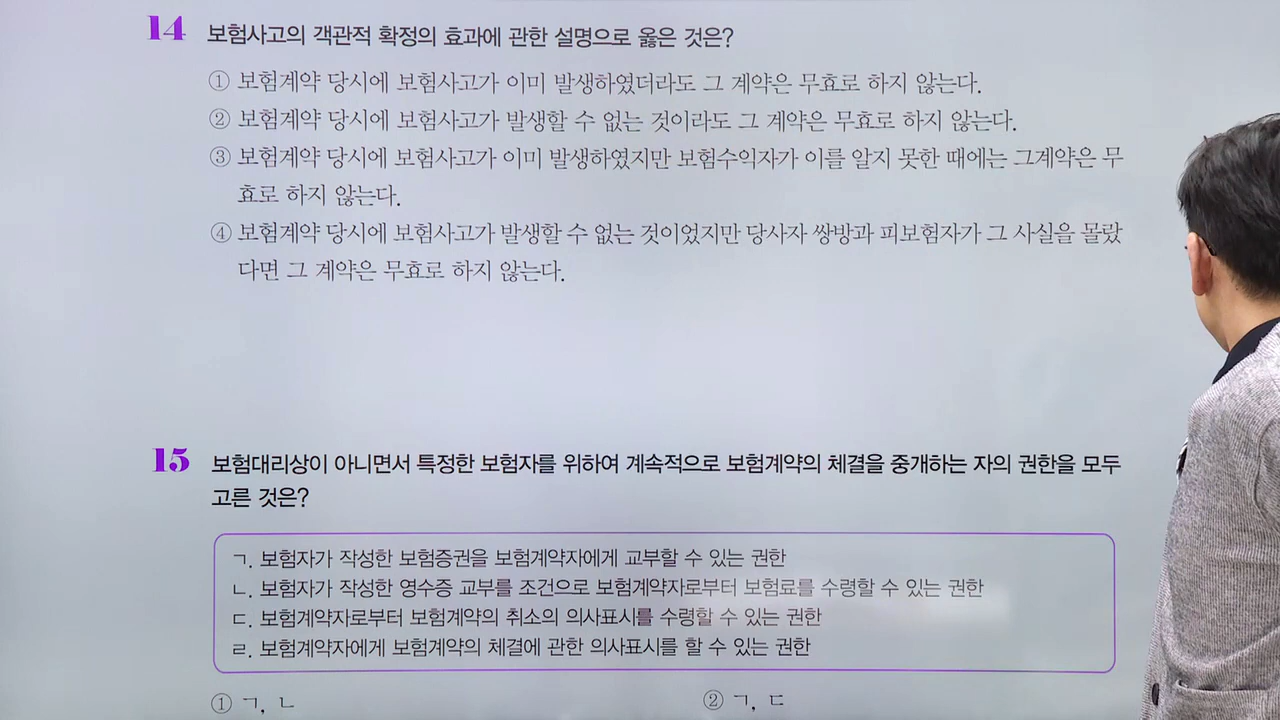 14 보험사고의 객관적 확정의 효과에 관한 설명으로 옳은 것은?
① 보험계약 당시에 보험사고가 이미 발생하였더라도 그 계약은 무효로 하지 않는다.
② 보험계약 당시에 보험사고가 발생할 수 없는 것이라도 그 계약은 무효로 하지 않는다.
③ 보험계약 당시에 보험사고가 이미 발생하였지만 보험수익자가 이를 알지 못한 때에는 그계약은 무
효로 하지 않는다.
④ 보험계약 당시에 보험사고가 발생할 수 없는 것이었지만 당사자 쌍방과 피보험자가 그 사실을 몰랐
다면 그 계약은 무효로 하지 않는다.
15 보험대리상이 아니면서 특정한 보험자를 위하여 계속적으로 보험계약의 체결을 중개하는 자의 권한을 모두
고른 것은?
ㄱ. 보험자가 작성한 보험증권을 보험계약자에게 교부할 수 있는 권한
ㄴ. 보험자가 작성한 영수증 교부를 조건으로 보험계약자로부터 보험료를 수령할 수 있는 권한
ㄷ. 보험계약자로부터 보험계약의 취소의 의사표시를 수령할 수 있는 권한
ㄹ. 보험계약자에게 보험계약의 체결에 관한 의사표시를 할 수 있는 권한
① ㄱ, ㄴ ② ㄱ, ㄷ